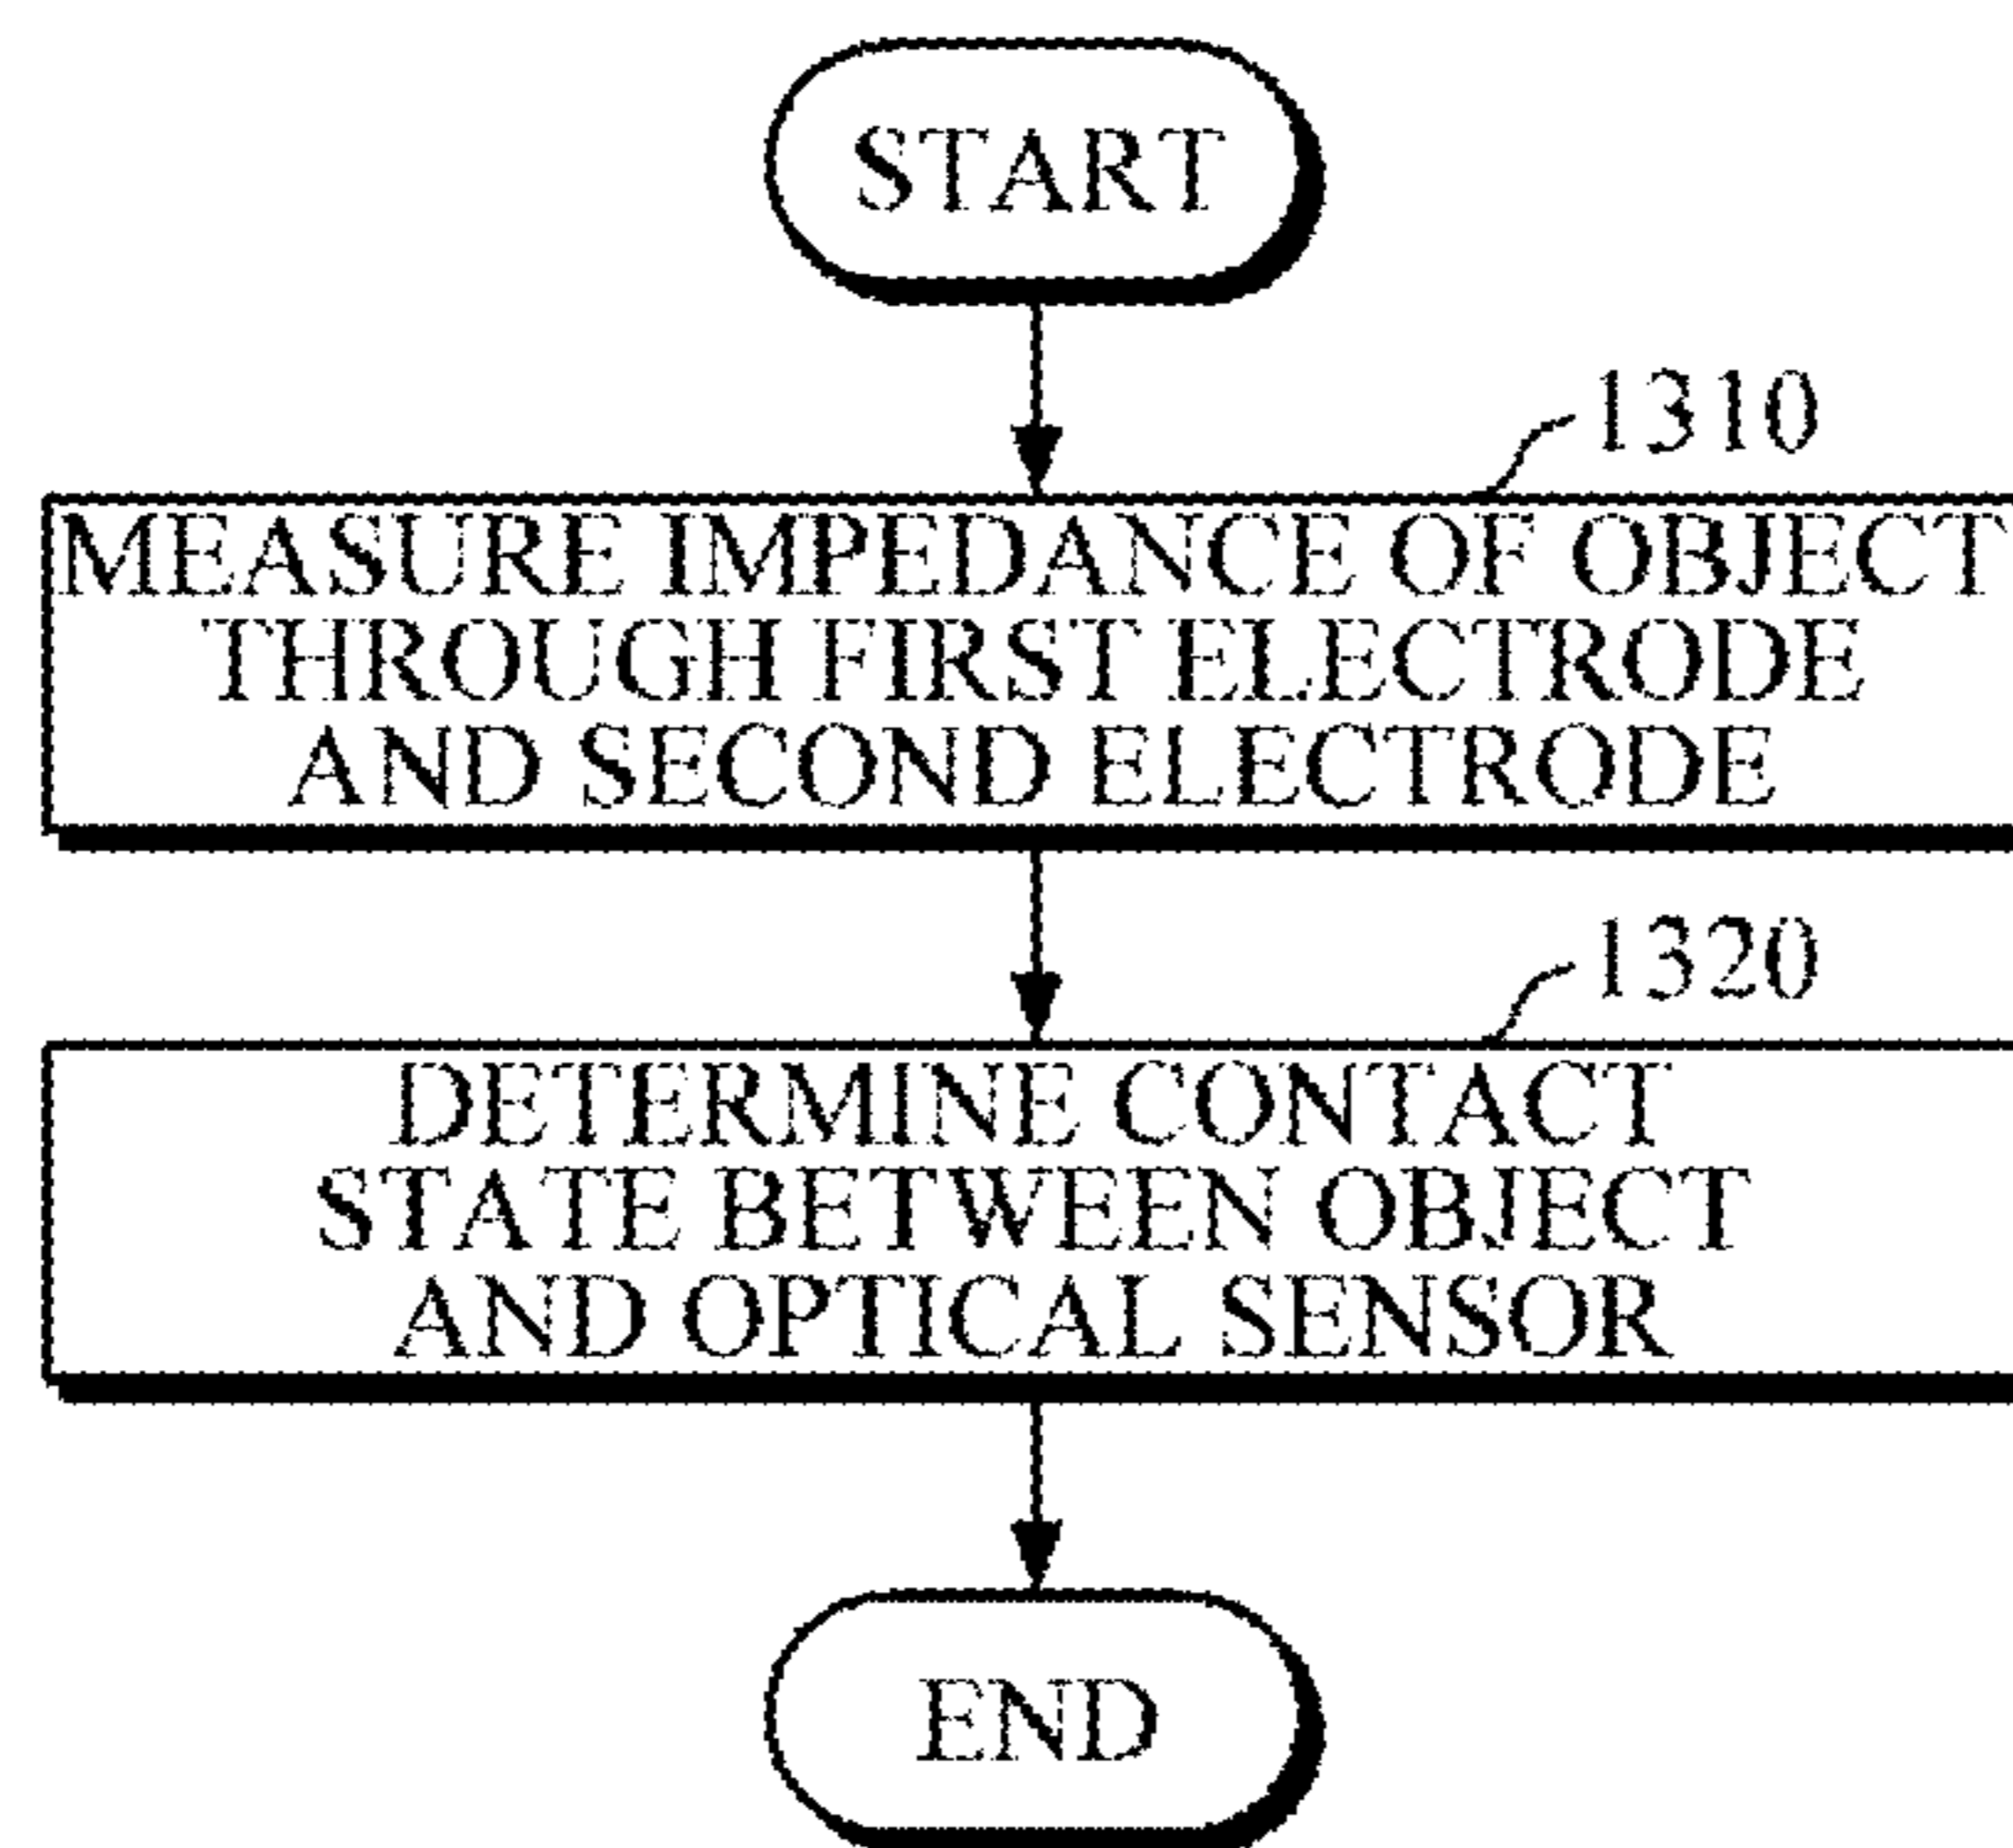 START
1310
MEASURE IMPEDANCE OF OBJECT
THROUGH FIRST ELECTRODE
AND SECOND ELECTRODE
1320
DETERMINE CONTACT
STATE BETWEEN OBJECT
AND OPTICAL SENSOR
END